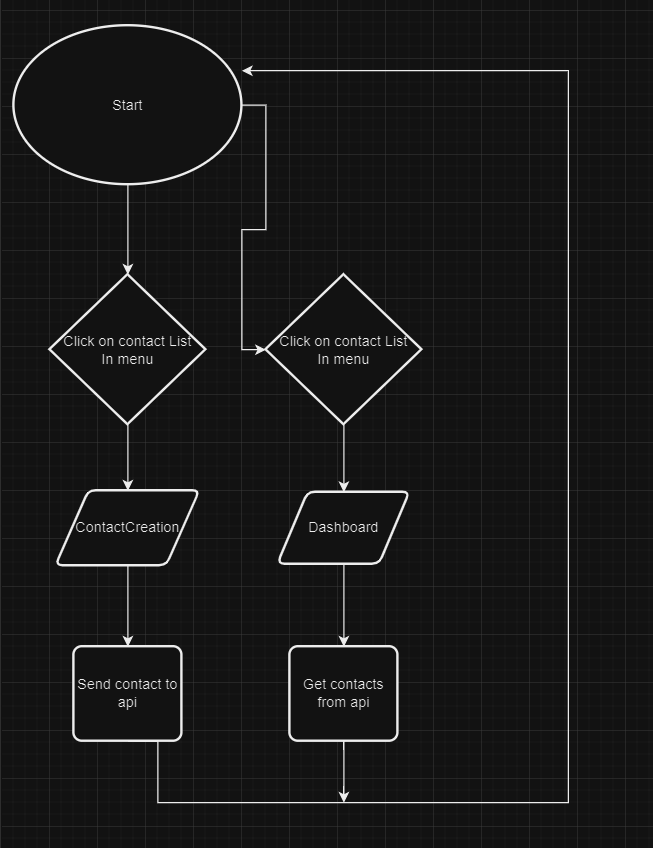 Start
Click on contact List
In menu
Click on contact List
In menu
ContactCreation
Dashboard
Send contact to
api
Get contacts
from api